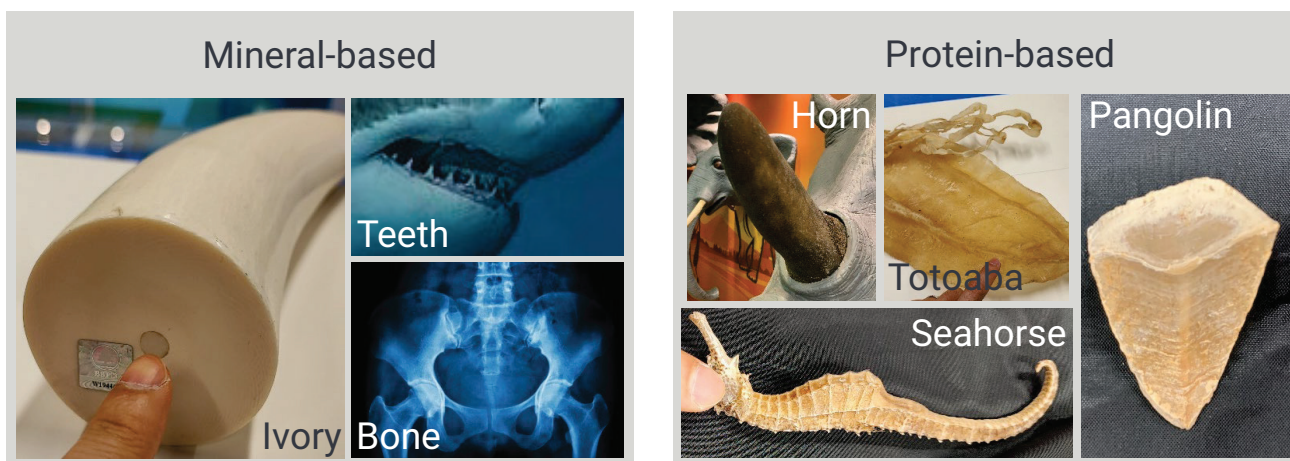 Mineral-based
Teeth
Ivory
Bone
Protein-based
Horn
Totoaba
Pangolin
Seahorse